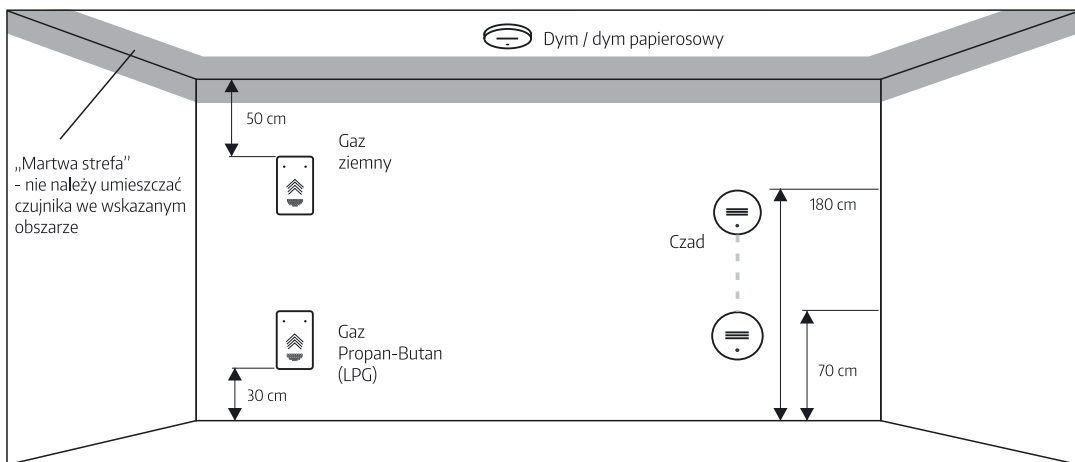 Dym / dym papierosowy
50 cm
Gaz
ziemny
„Martwa strefa”
- nie należy umieszczać
czujnika we wskazanym
obszarze
180 cm
Czad
Gaz
Propan-Butan
(LPG)
70 cm
30 cm